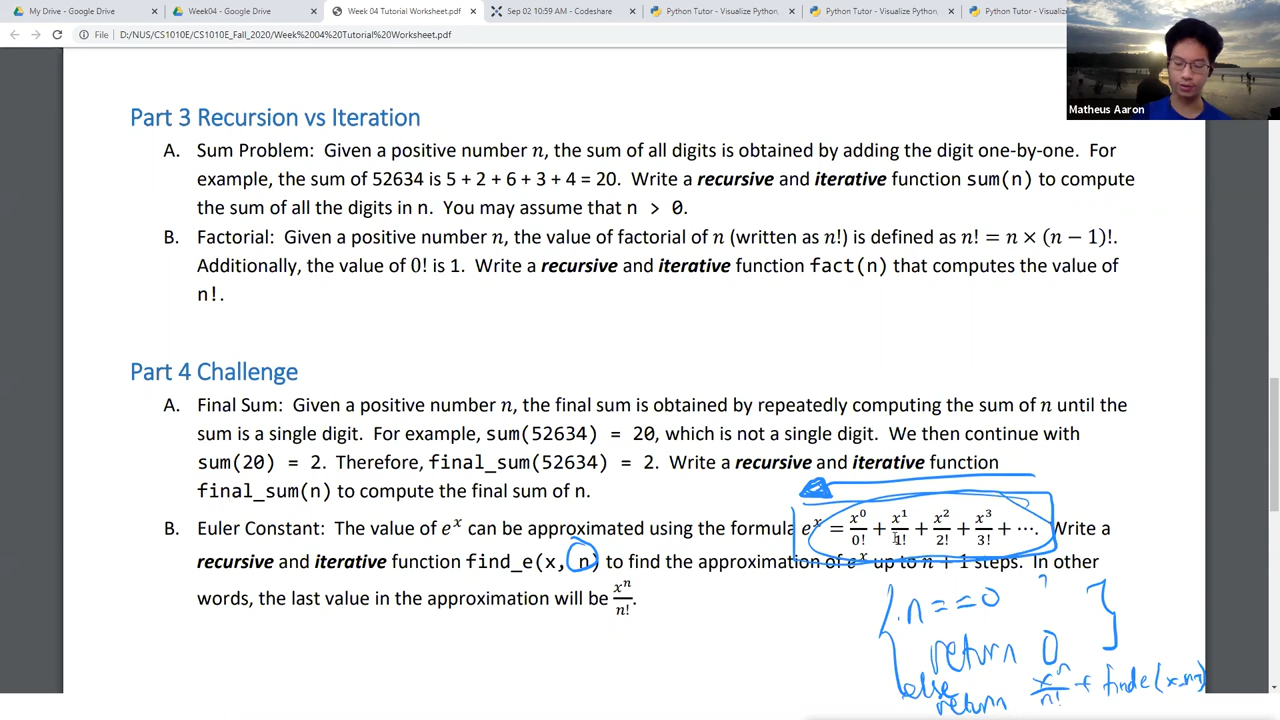 My Drive - Google Drive
Week04 - Google Drive
Week 04 Tutorial Worksheet.pdf
Sep 02 10:59 AM - Codeshare
Python Tutor - Visualize Python,
Python Tutor - Visualize Python,
Python Tutor - Visualize
File | D:/NUS/CS1010E/CS1010E_Fall_2020/Week%2004%20Tutorial%20Worksheet.pdf
Matheus Aaron
Part 3 Recursion vs Iteration
A. Sum Problem: Given a positive number n, the sum of all digits is obtained by adding the digit one-by-one. For
example, the sum of 52634 is 5 + 2 + 6 + 3 + 4 = 20. Write a recursive and iterative function sum(n) to compute
the sum of all the digits in n. You may assume that n > 0.
B. Factorial: Given a positive number n, the value of factorial of n (written as n!) is defined as n! = n × (n − 1)!.
Additionally, the value of 0! is 1. Write a recursive and iterative function fact(n) that computes the value of
n!.
Part 4 Challenge
A. Final Sum: Given a positive number n, the final sum is obtained by repeatedly computing the sum of n until the
sum is a single digit. For example, sum(52634) = 20, which is not a single digit. We then continue with
sum(20) = 2. Therefore, final_sum(52634) = 2. Write a recursive and iterative function
final_sum(n) to compute the final sum of n.
B. Euler Constant: The value of e^x can be approximated using the formula e^x = x^0/0! + x^1/1! + x^2/2! + x^3/3! + ⋯. Write a
recursive and iterative function find_e(x, n) to find the approximation of e^x up to n + 1 steps. In other
words, the last value in the approximation will be x^n/n!.
n==0
return 0
else
return x^n/n! + finde(x,